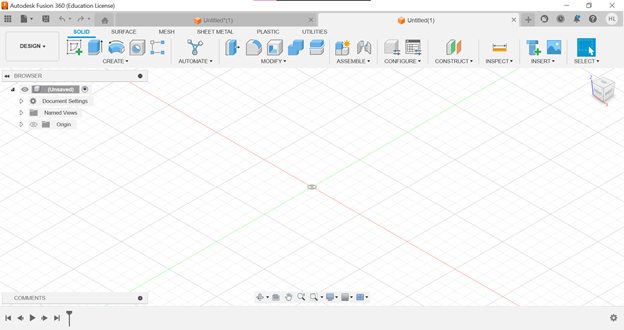 Autodesk Fusion 360 (Education License)
Untitled*(1) Untitled(1) HL
SOLID SURFACE MESH SHEET METAL PLASTIC UTILITIES
DESIGN
CREATE AUTOMATE MODIFY ASSEMBLE CONFIGURE CONSTRUCT INSPECT INSERT SELECT
BROWSER
(Unsaved)
Document Settings
Named Views
Origin
COMMENTS